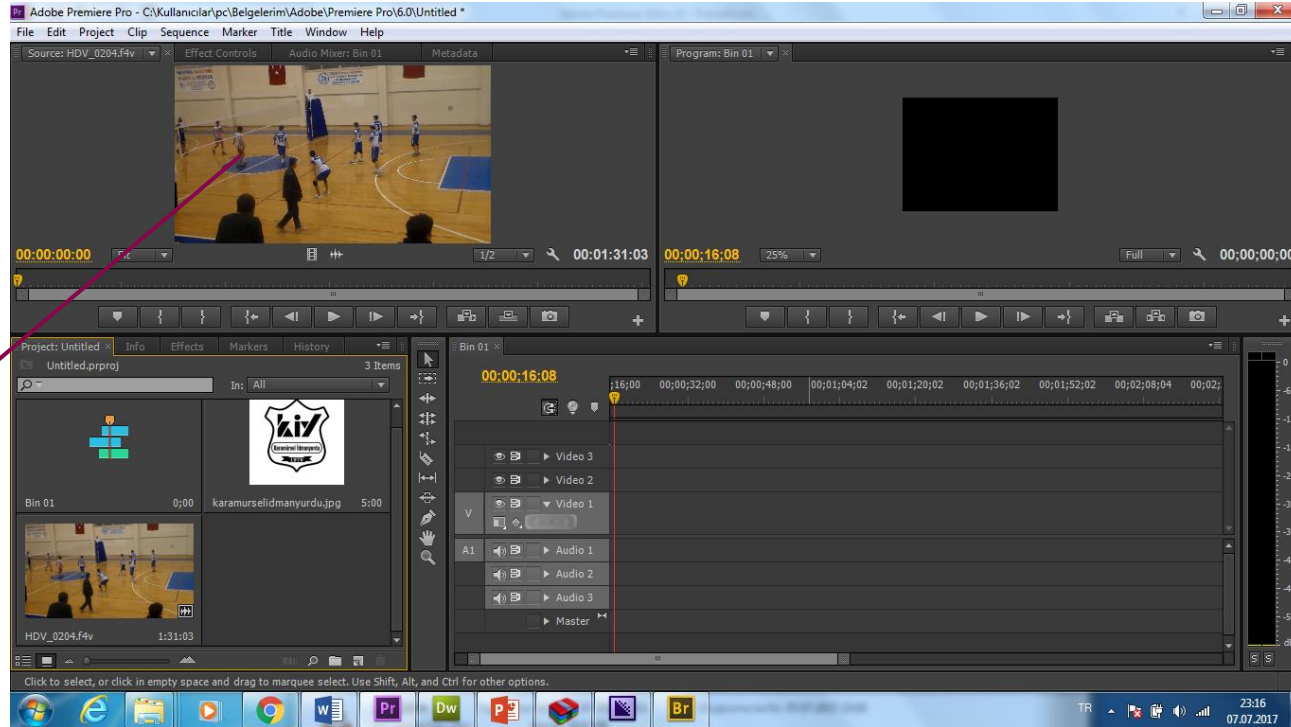 Adobe Premiere Pro - C:\Kullanıcılar\pc\Belgelerim\Adobe\Premiere Pro\6.0\Untitled *
File Edit Project Clip Sequence Marker Title Window Help
Source: HDV_0204.f4v Effect Controls Audio Mixer: Bin 01 Metadata
Program: Bin 01
00:00:00:00 1/2 00:01:31:03
00;00;16;08 25% Full 00;00;00;00
Project: Untitled Info Effects Markers History
Untitled.prproj 3 Items
In: All
kiy
1979
Bin 01 0;00
karamurselidmanyurdu.jpg 5:00
HDV_0204.f4v 1:31:03
Bin 01
00;00;16;08
;16;00 00;00;32;00 00;00;48;00 00;01;04;02 00;01;20;02 00;01;36;02 00;01;52;02 00;02;08;04 00;02;
Video 3
Video 2
V Video 1
A1 Audio 1
Audio 2
Audio 3
Master
0
S S
Click to select, or click in empty space and drag to marquee select. Use Shift, Alt, and Ctrl for other options.
Pr Dw Br
TR 23:16
07.07.2017